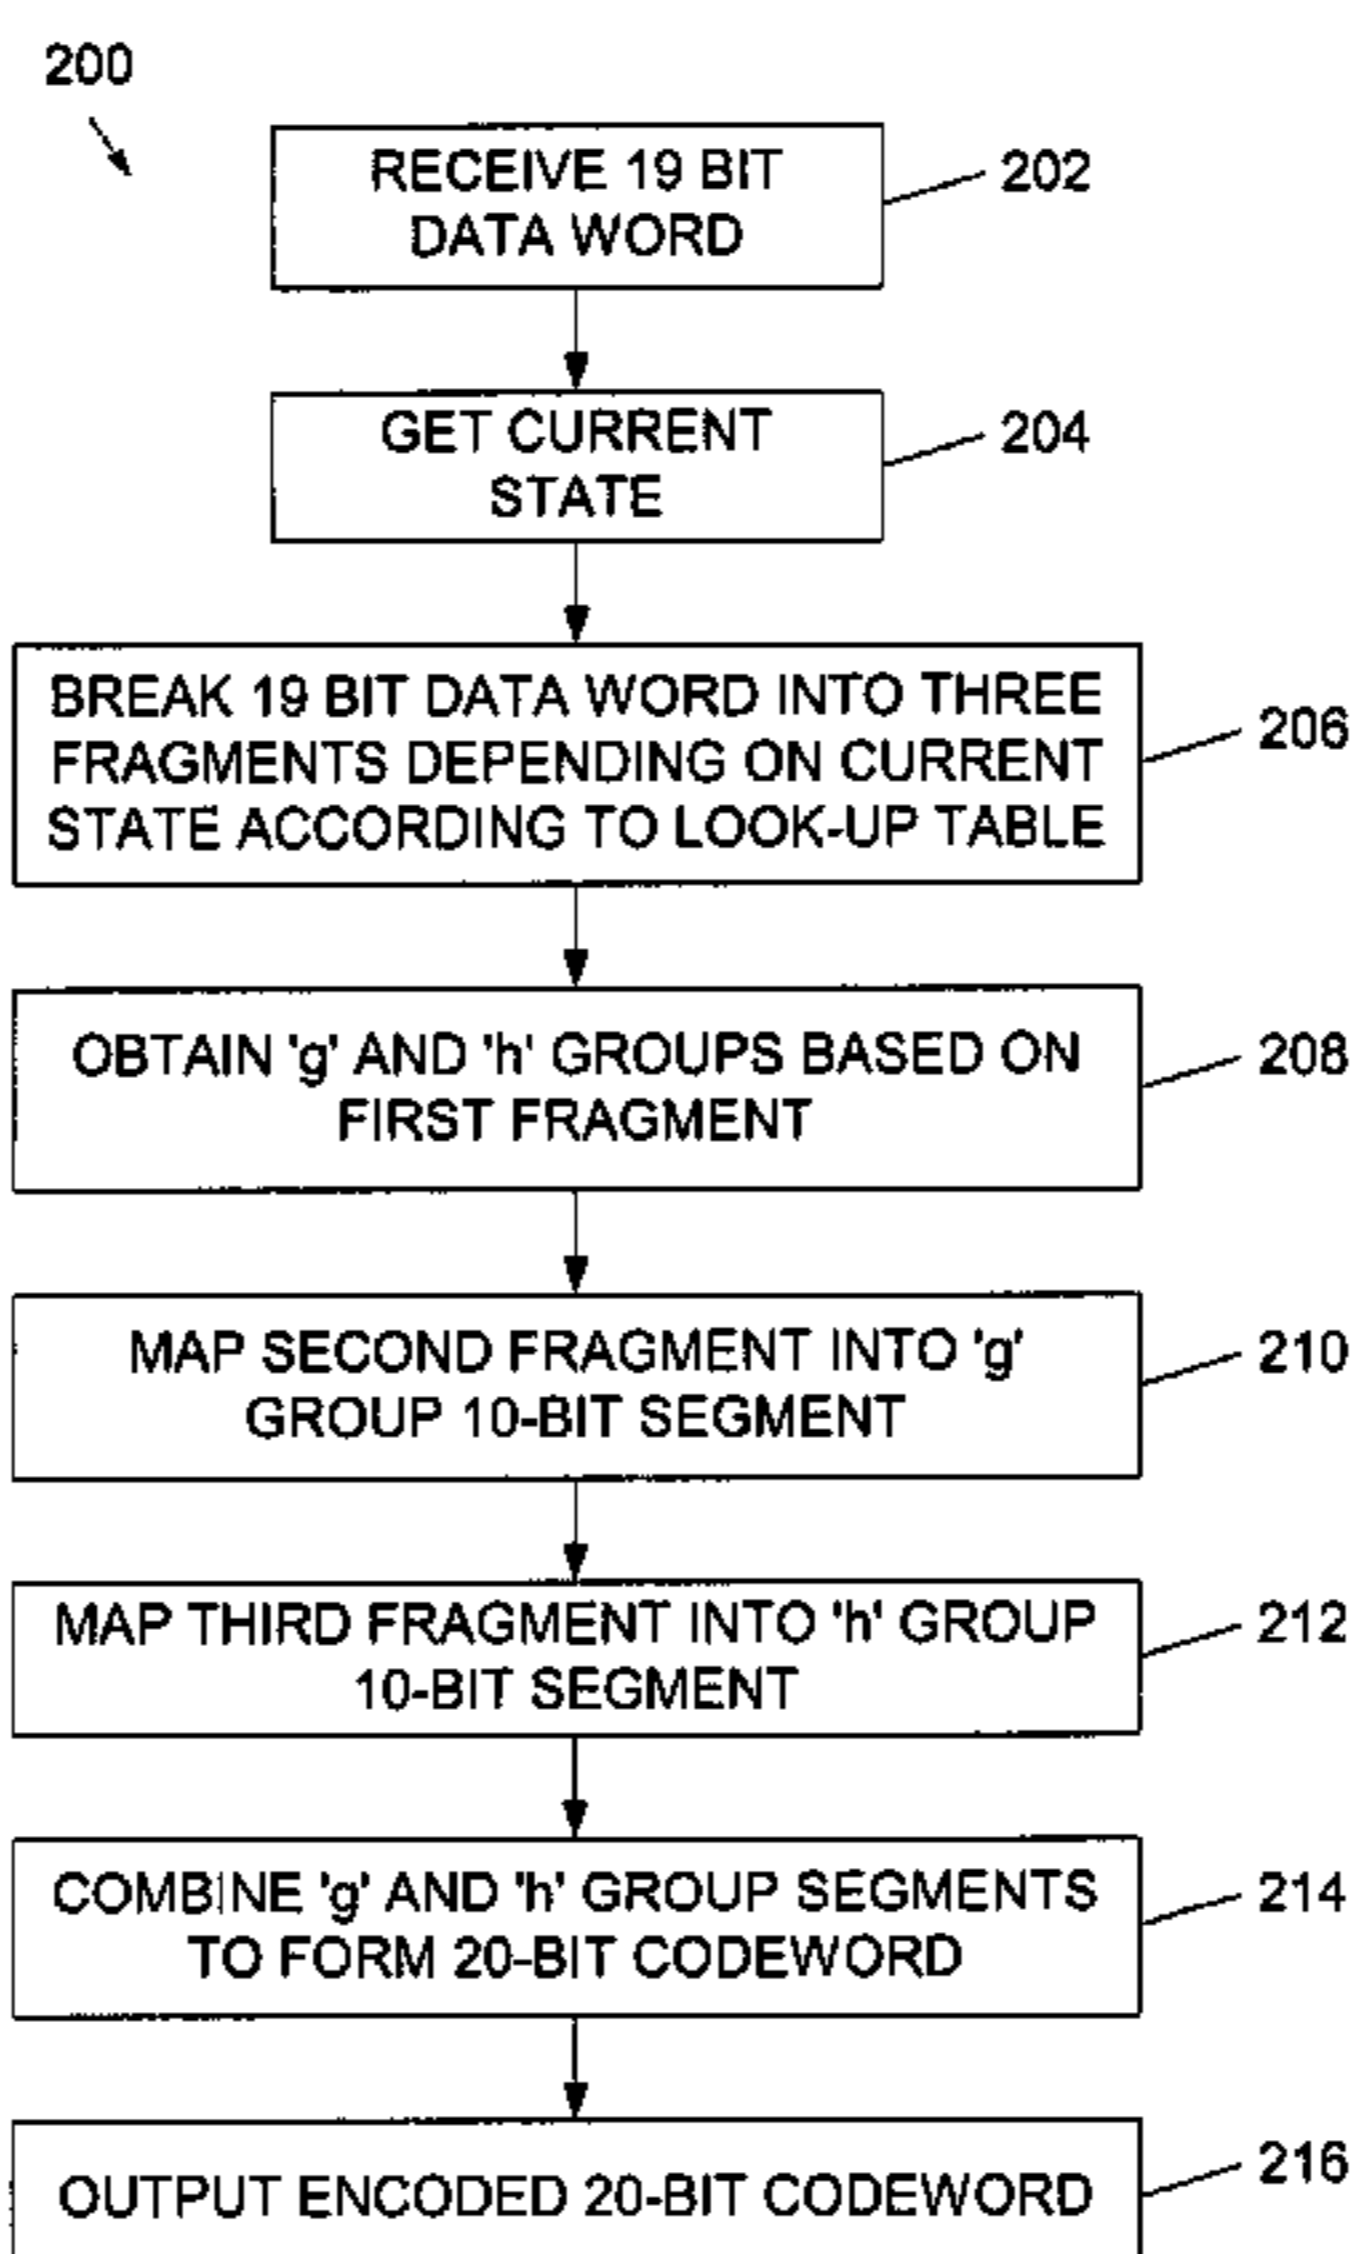 200
RECEIVE 19 BIT
DATA WORD
202
GET CURRENT
STATE
204
BREAK 19 BIT DATA WORD INTO THREE
FRAGMENTS DEPENDING ON CURRENT
STATE ACCORDING TO LOOK-UP TABLE
206
OBTAIN 'g' AND 'h' GROUPS BASED ON
FIRST FRAGMENT
208
MAP SECOND FRAGMENT INTO 'g'
GROUP 10-BIT SEGMENT
210
MAP THIRD FRAGMENT INTO 'h' GROUP
10-BIT SEGMENT
212
COMBINE 'g' AND 'h' GROUP SEGMENTS
TO FORM 20-BIT CODEWORD
214
OUTPUT ENCODED 20-BIT CODEWORD
216